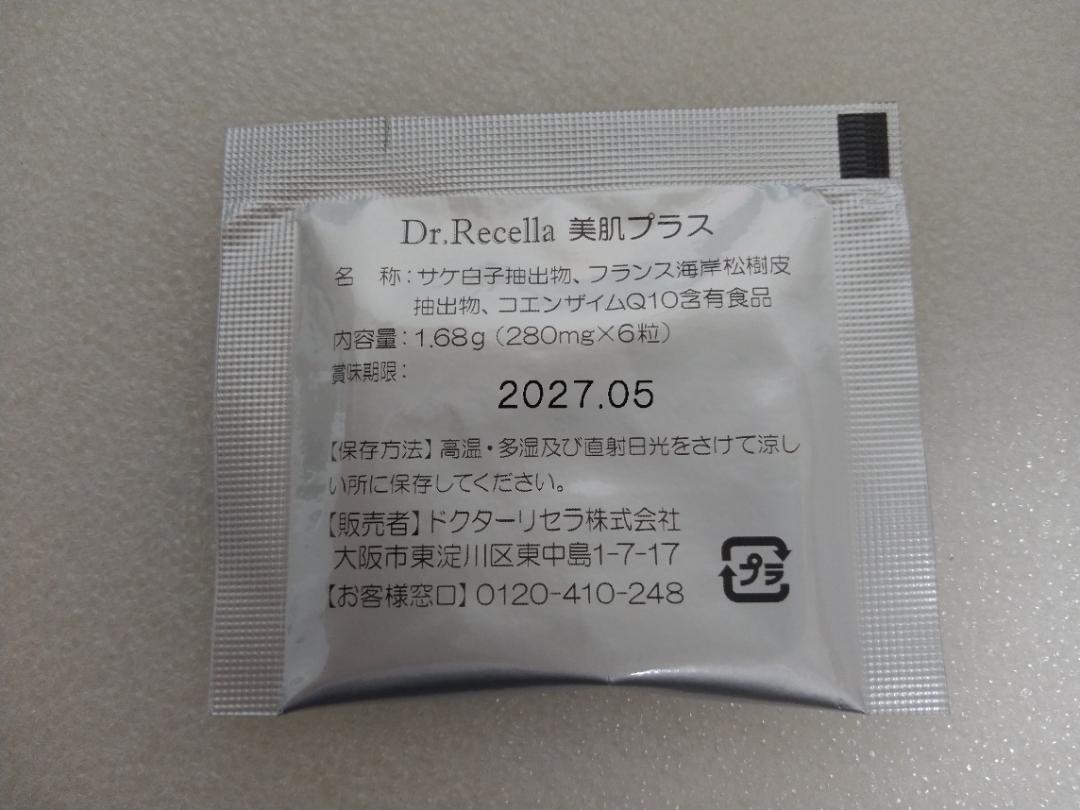 Dr.Recella 美肌プラス
名　称：サケ白子抽出物、フランス海岸松樹皮
抽出物、コエンザイムQ10含有食品
内容量：1.68g（280mg×6粒）
賞味期限：
2027.05
【保存方法】高温・多湿及び直射日光をさけて涼し
い所に保存してください。
【販売者】ドクターリセラ株式会社
大阪市東淀川区東中島1-7-17
プラ
【お客様窓口】0120-410-248